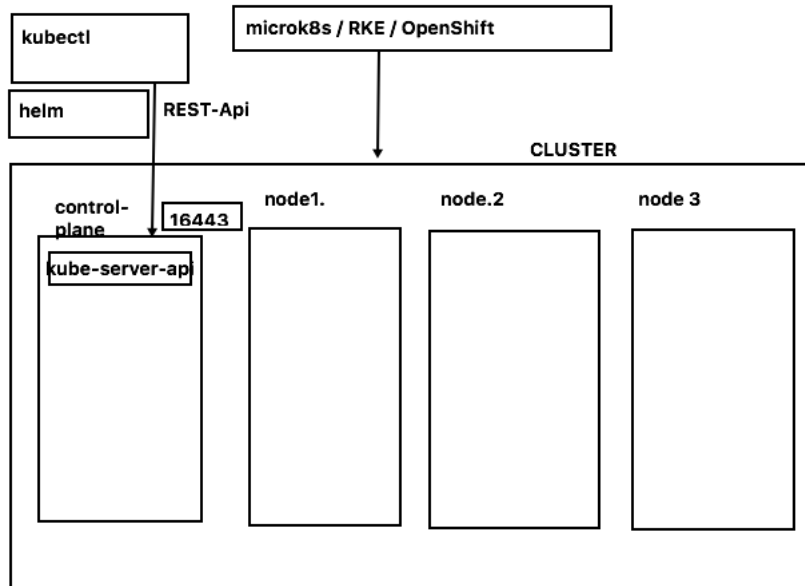 kubectl
microk8s / RKE / OpenShift
helm
REST-Api
CLUSTER
control-
plane
16443
node1.
node.2
node 3
kube-server-api